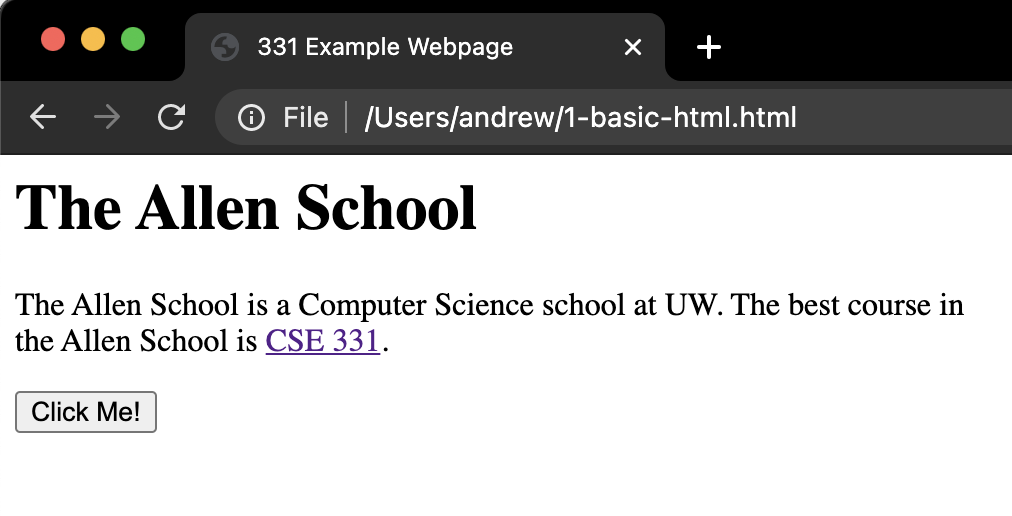 331 Example Webpage
File | /Users/andrew/1-basic-html.html
The Allen School
The Allen School is a Computer Science school at UW. The best course in
the Allen School is CSE 331.
Click Me!